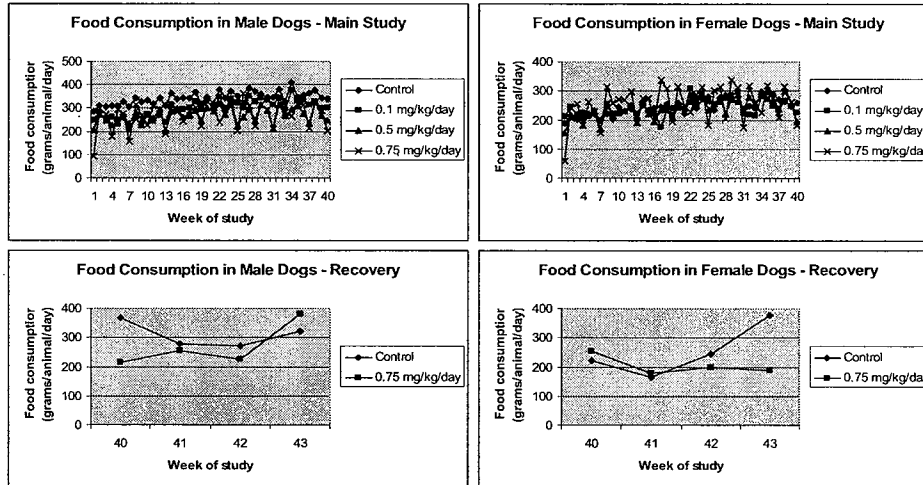 Food Consumption in Male Dogs - Main Study
Food consumptior
(grams/animal/day)
500
400
300
200
100
0
1 4 7 10 13 16 19 22 25 28 31 34 37 40
Week of study
Control
0.1 mg/kg/day
0.5 mg/kg/day
0.75 mg/kg/day
Food Consumption in Female Dogs - Main Study
Food consumptior
(grams/animal/day)
400
300
200
100
0
1 4 7 10 13 16 19 22 25 28 31 34 37 40
Week of study
Control
0.1 mg/kg/day
0.5 mg/kg/day
0.75 mg/kg/day
Food Consumption in Male Dogs - Recovery
Food consumptior
(grams/animal/day)
400
300
200
100
0
40 41 42 43
Week of study
Control
0.75 mg/kg/day
Food Consumption in Female Dogs - Recovery
Food consumptior
(grams/animal/day)
400
300
200
100
0
40 41 42 43
Week of study
Control
0.75 mg/kg/day